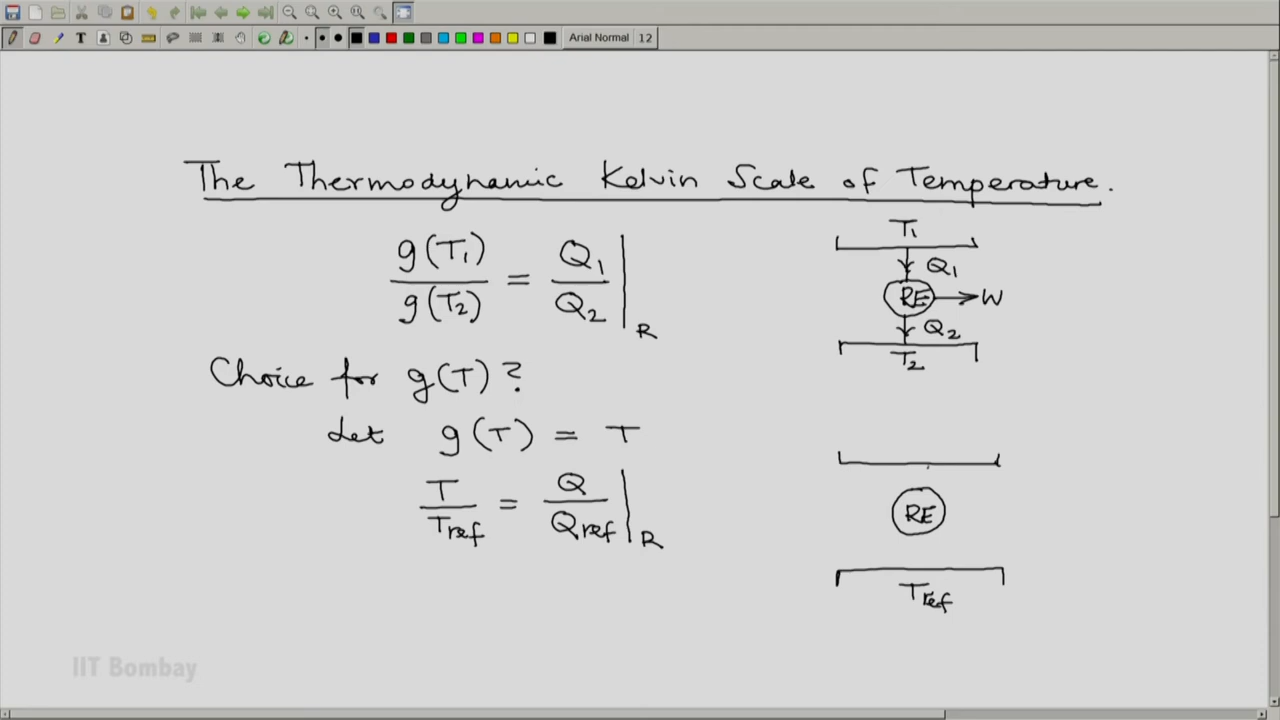 Arial Normal 12
The Thermodynamic Kelvin Scale of Temperature.
g(T1)/g(T2) = Q1/Q2 |R
T1
Q1
RE W
Q2
T2
Choice for g(T)?
Let g(T) = T
T/Tref = Q/Qref |R
RE
Tref
IIT Bombay